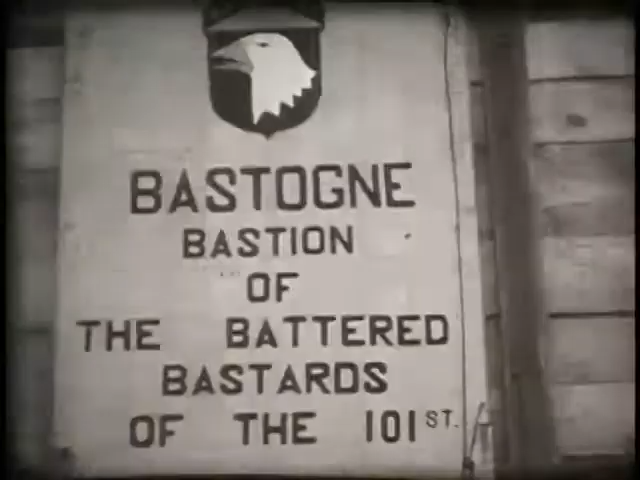 BASTOGNE
BASTION
OF
THE BATTERED
BASTARDS
OF THE 101ST.